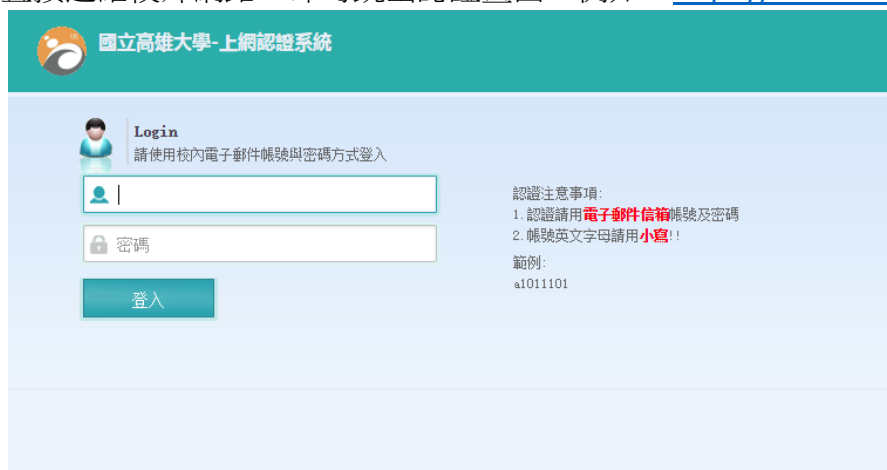 國立高雄大學-上網認證系統
Login
請使用校內電子郵件帳號與密碼方式登入
密碼
登入
認證注意事項:
1. 認證請用電子郵件信箱帳號及密碼
2. 帳號英文字母請用小寫!!
範例:
a1011101